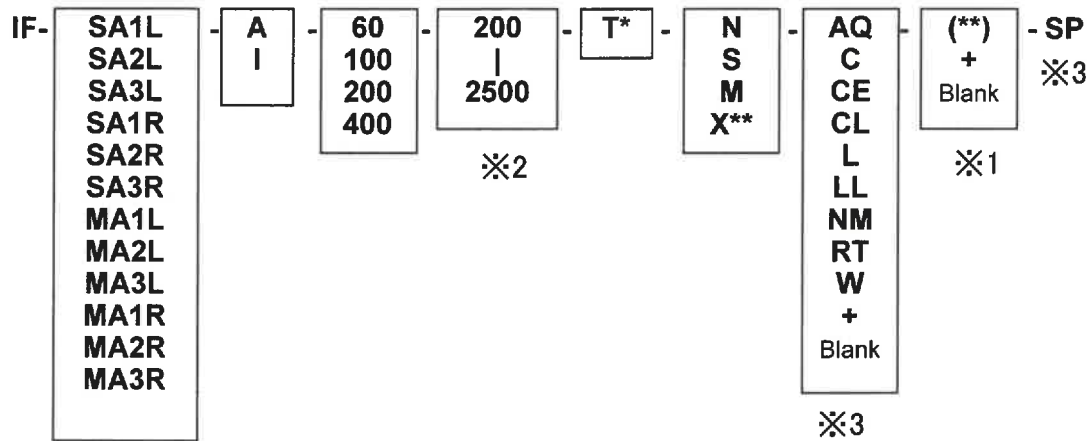 IF- SA1L - A - 60 - 200 - T* - N - AQ - (**) - SP
SA2L I 100 | S C + ※3
SA3L 200 2500 M CE Blank
SA1R 400 X** CL
SA2R ※2 L ※1
SA3R LL
MA1L NM
MA2L RT
MA3L W
MA1R +
MA2R Blank
MA3R
※3